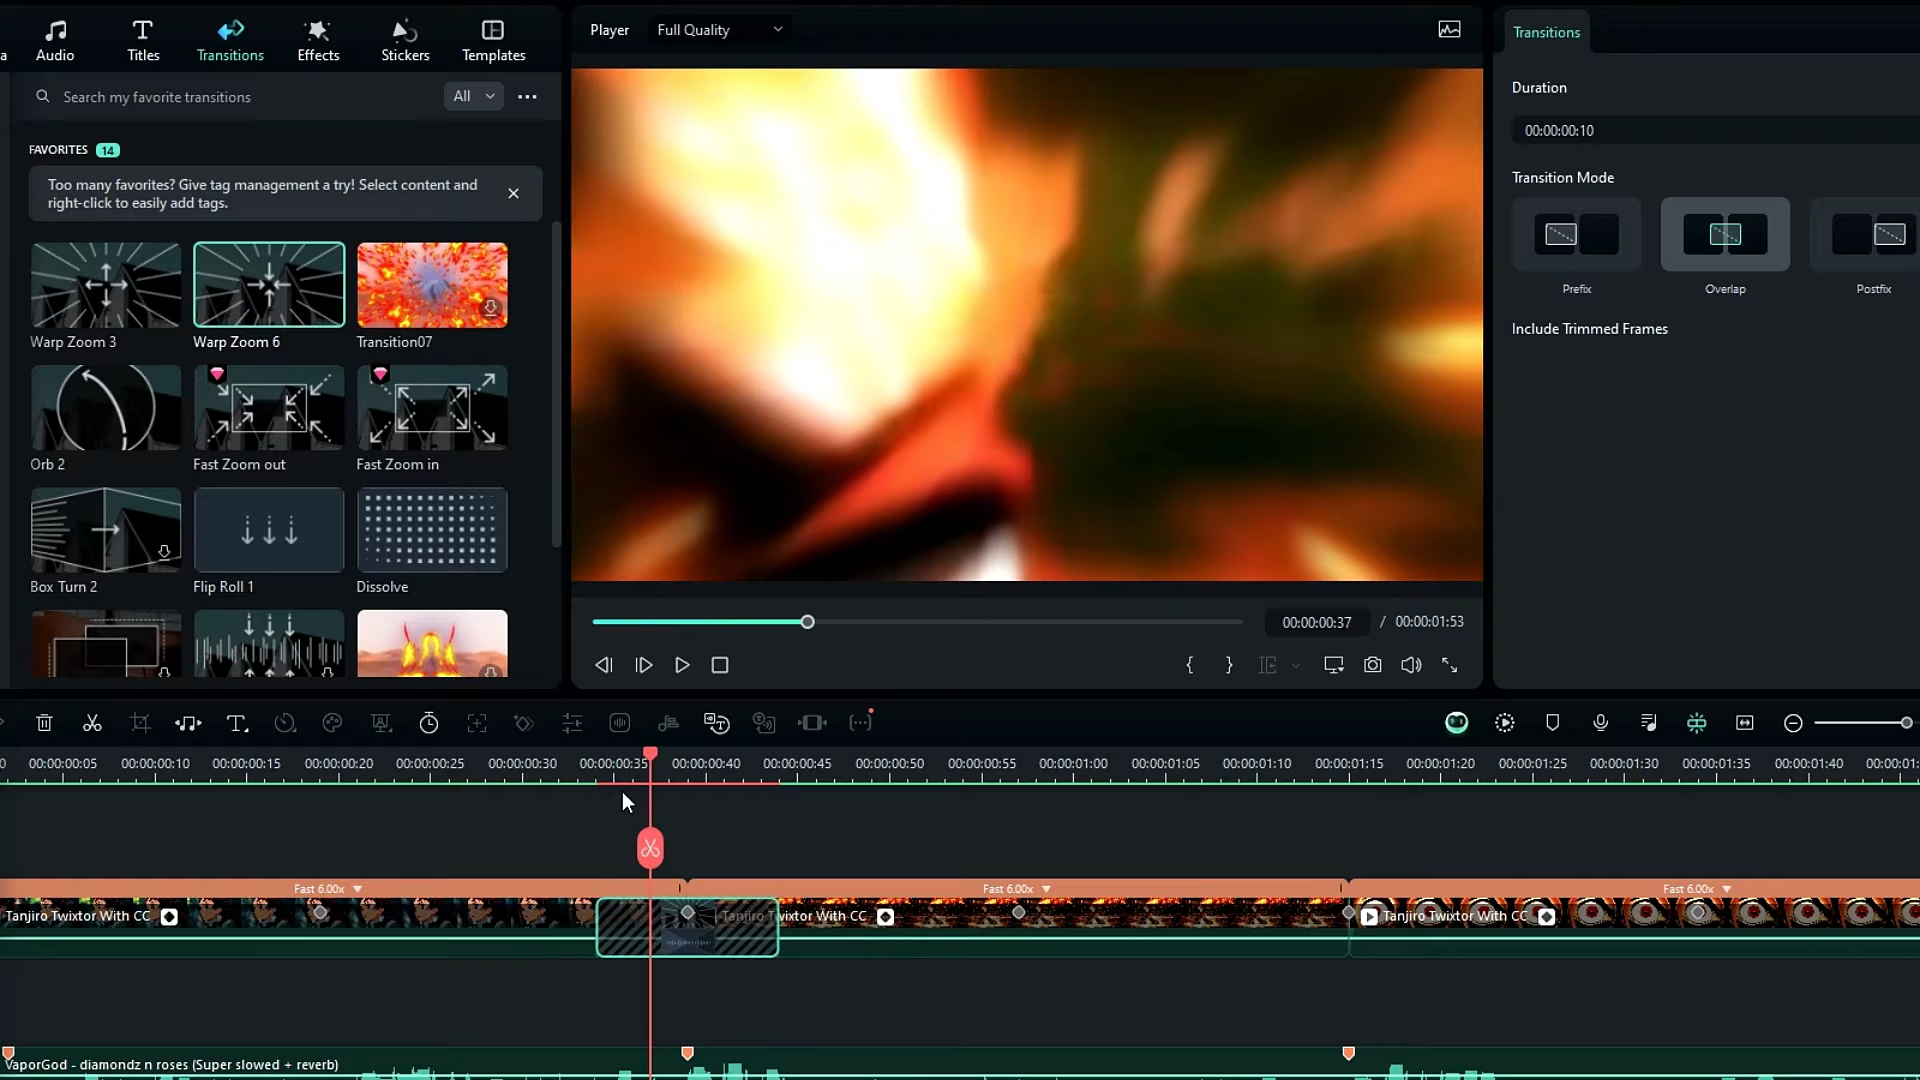 a
Audio
Titles
Transitions
Effects
Stickers
Templates
Search my favorite transitions
All
FAVORITES 14
Too many favorites? Give tag management a try! Select content and
right-click to easily add tags.
Warp Zoom 3
Warp Zoom 6
Transition07
Orb 2
Fast Zoom out
Fast Zoom in
Box Turn 2
Flip Roll 1
Dissolve
Player
Full Quality
00:00:00:37 / 00:00:01:53
Transitions
Duration
00:00:00:10
Transition Mode
Prefix
Overlap
Postfix
Include Trimmed Frames
0 00:00:00:05 00:00:00:10 00:00:00:15 00:00:00:20 00:00:00:25 00:00:00:30 00:00:00:35 00:00:00:40 00:00:00:45 00:00:00:50 00:00:00:55 00:00:01:00 00:00:01:05 00:00:01:10 00:00:01:15 00:00:01:20 00:00:01:25 00:00:01:30 00:00:01:35 00:00:01:40 00:00:01:
Fast 6.00x
Fast 6.00x
Fast 6.00x
Tanjiro Twixtor With CC
Tanjiro Twixtor With CC
Tanjiro Twixtor With CC
VaporGod - diamondz n roses (Super slowed + reverb)